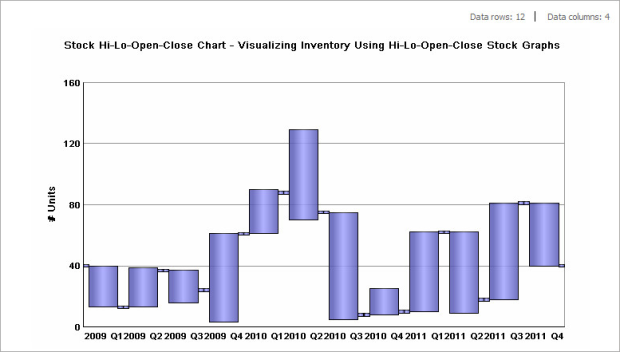 Data rows: 12 | Data columns: 4
Stock Hi-Lo-Open-Close Chart - Visualizing Inventory Using Hi-Lo-Open-Close Stock Graphs
160
120
80
40
0
# Units
2009 Q1 2009 Q2 2009 Q3 2009 Q4 2010 Q1 2010 Q2 2010 Q3 2010 Q4 2011 Q1 2011 Q2 2011 Q3 2011 Q4